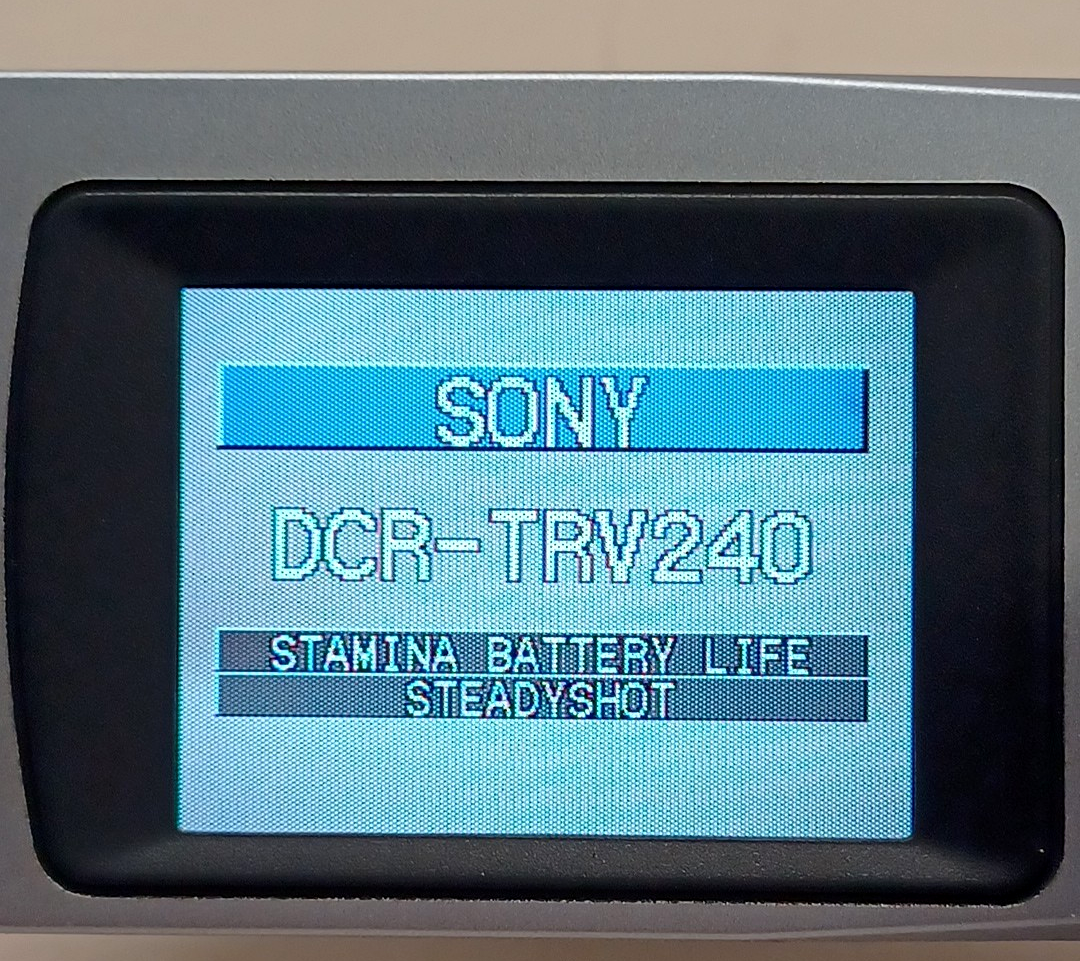 SONY
DCR-TRV240
STAMINA BATTERY LIFE
STEADYSHOT